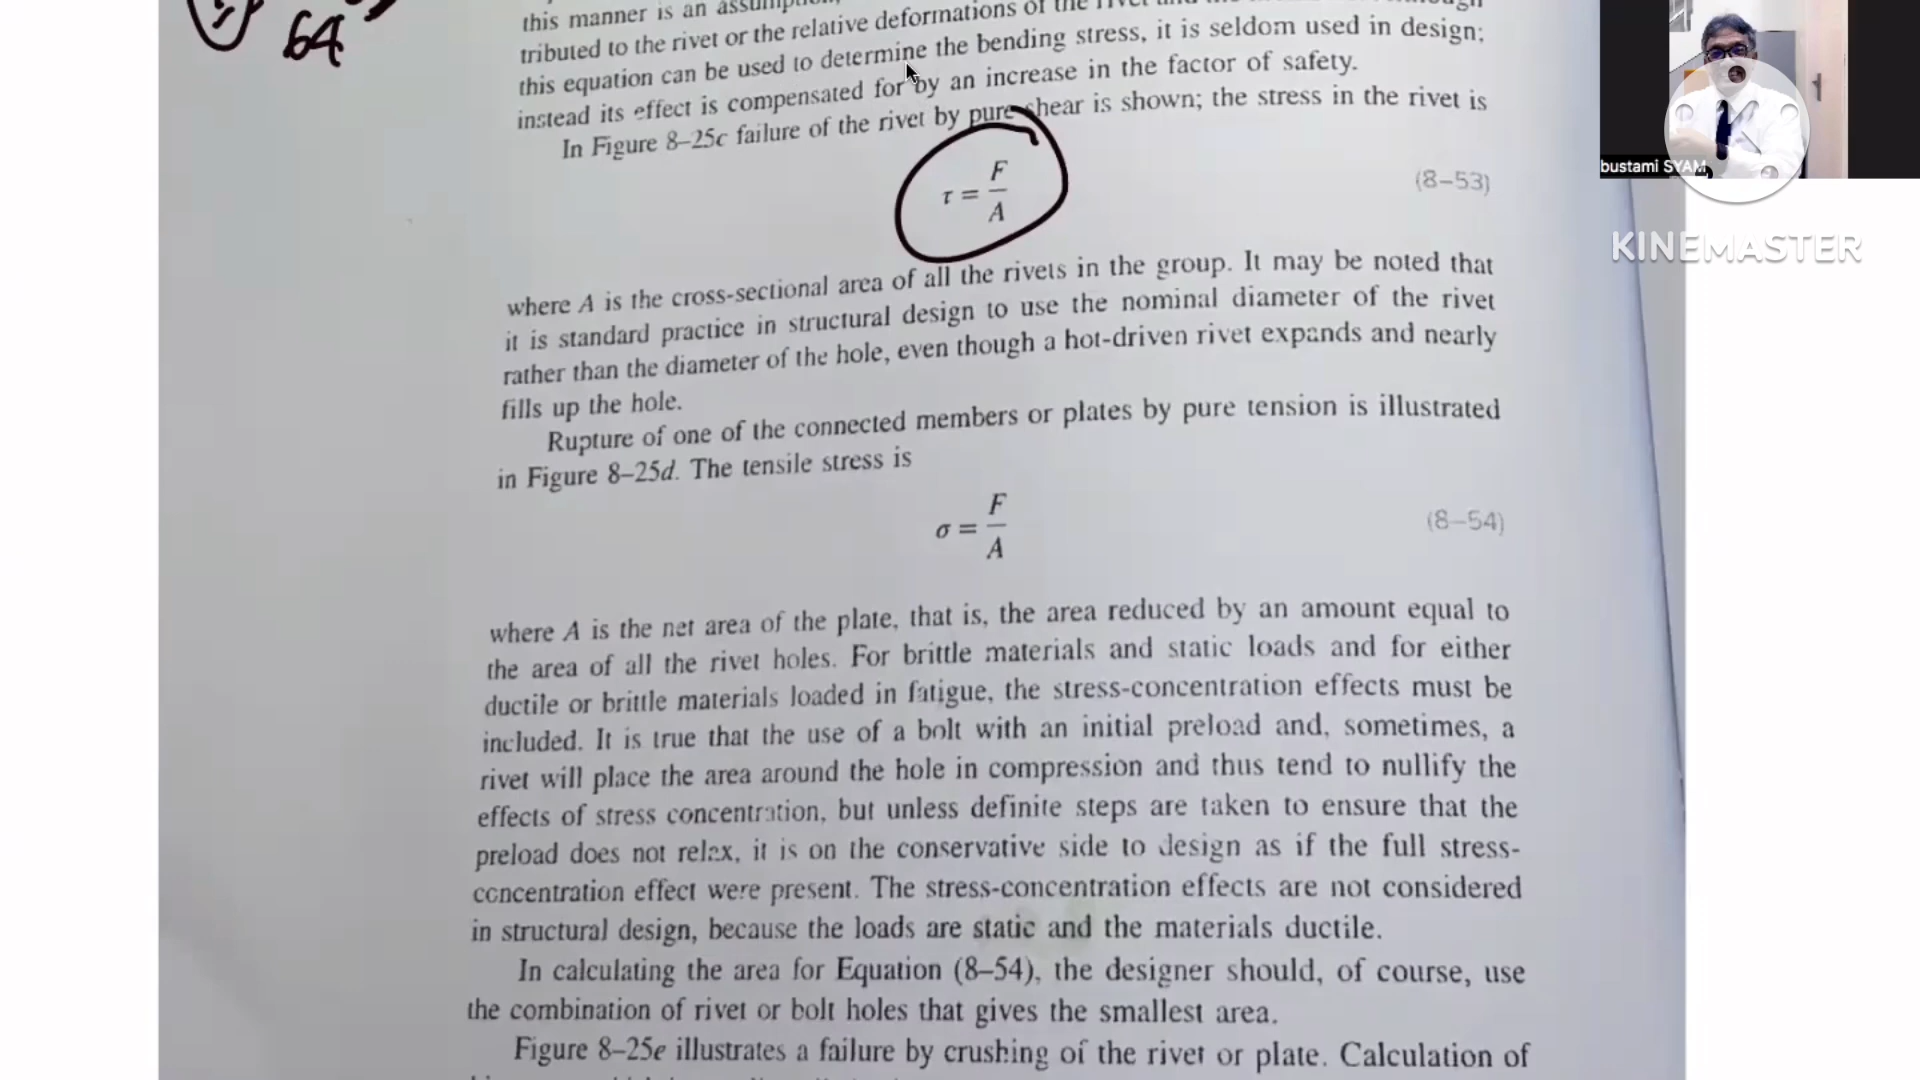 64
this manner is an
tributed to the rivet or the relative deformations of the
this equation can be used to determine the bending stress, it is seldom used in design;
instead its effect is compensated for by an increase in the factor of safety.
In Figure 8–25c failure of the rivet by pure shear is shown; the stress in the rivet is
τ = F/A (8–53)
where A is the cross-sectional area of all the rivets in the group. It may be noted that
it is standard practice in structural design to use the nominal diameter of the rivet
rather than the diameter of the hole, even though a hot-driven rivet expands and nearly
fills up the hole.
Rupture of one of the connected members or plates by pure tension is illustrated
in Figure 8–25d. The tensile stress is
σ = F/A (8–54)
where A is the net area of the plate, that is, the area reduced by an amount equal to
the area of all the rivet holes. For brittle materials and static loads and for either
ductile or brittle materials loaded in fatigue, the stress-concentration effects must be
included. It is true that the use of a bolt with an initial preload and, sometimes, a
rivet will place the area around the hole in compression and thus tend to nullify the
effects of stress concentration, but unless definite steps are taken to ensure that the
preload does not relax, it is on the conservative side to design as if the full stress-
concentration effect were present. The stress-concentration effects are not considered
in structural design, because the loads are static and the materials ductile.
In calculating the area for Equation (8–54), the designer should, of course, use
the combination of rivet or bolt holes that gives the smallest area.
Figure 8–25e illustrates a failure by crushing of the rivet or plate. Calculation of
bustami SYAM
KINEMASTER